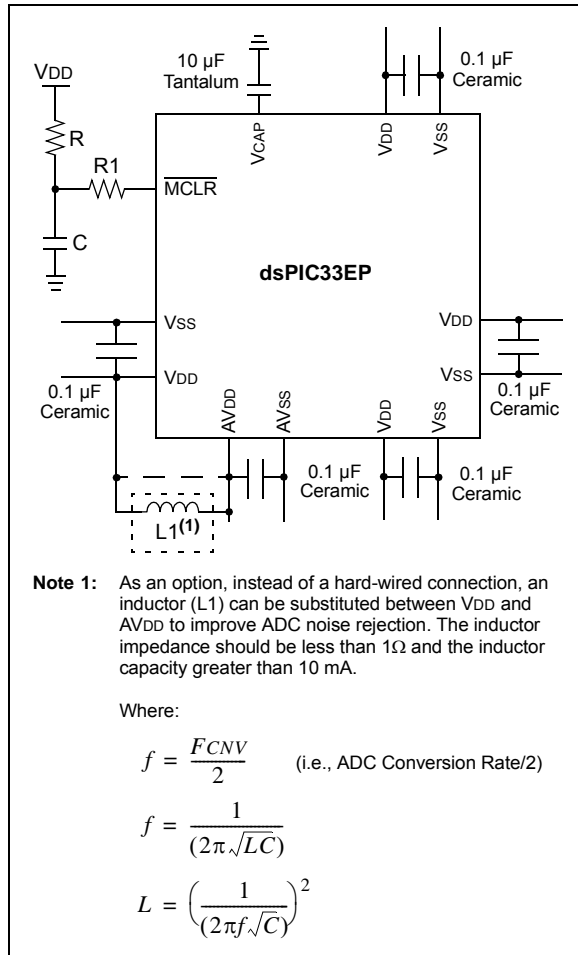 10 µF
Tantalum
0.1 µF
Ceramic
VDD
R
R1
C
VCAP
VDD
VSS
MCLR
dsPIC33EP
VSS
VDD
VDD
VSS
0.1 µF
Ceramic
0.1 µF
Ceramic
AVDD
AVSS
VDD
VSS
0.1 µF
Ceramic
0.1 µF
Ceramic
L1(1)
Note 1: As an option, instead of a hard-wired connection, an
inductor (L1) can be substituted between VDD and
AVDD to improve ADC noise rejection. The inductor
impedance should be less than 1Ω and the inductor
capacity greater than 10 mA.
Where:
f = FCNV / 2 (i.e., ADC Conversion Rate/2)
f = 1 / (2π√LC)
L = (1 / (2πf√C))²